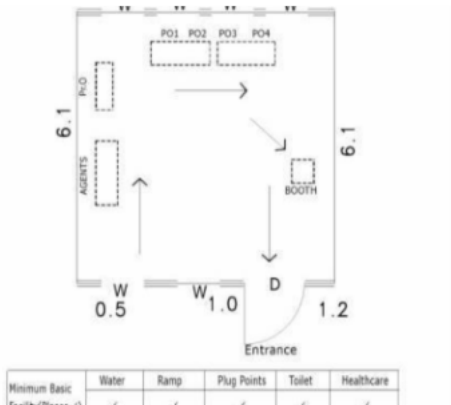 W W W W
PO1 PO2 PO3 PO4
Pr.O
6.1
6.1
AGENTS
BOOTH
W
W
D
0.5
1.0
1.2
Entrance
Minimum Basic
Water Ramp Plug Points Toilet Healthcare